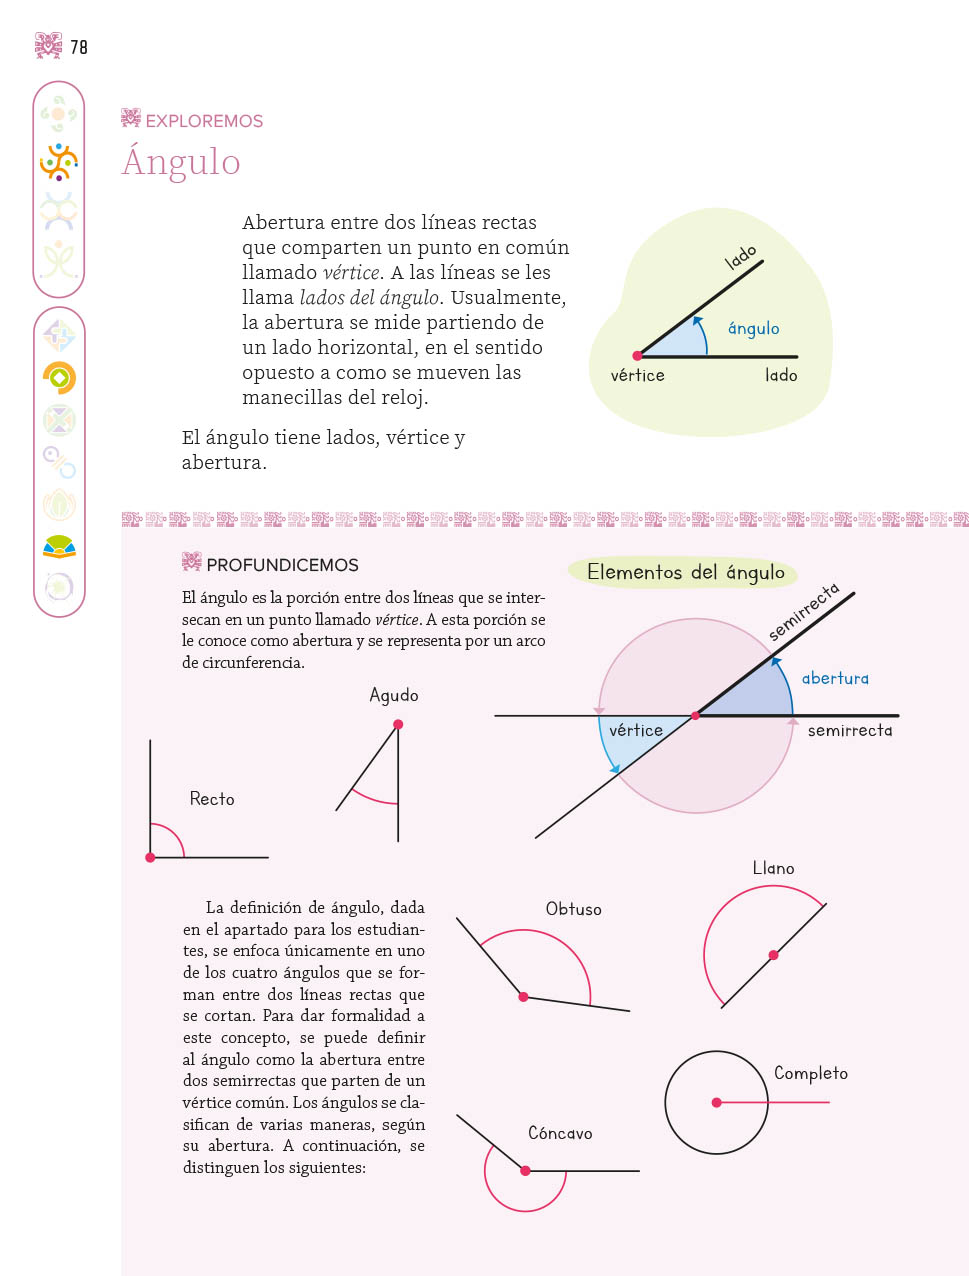 78
EXPLOREMOS
Ángulo
Abertura entre dos líneas rectas
que comparten un punto en común
llamado vértice. A las líneas se les
llama lados del ángulo. Usualmente,
la abertura se mide partiendo de
un lado horizontal, en el sentido
opuesto a como se mueven las
manecillas del reloj.
El ángulo tiene lados, vértice y
abertura.
lado
ángulo
vértice
lado
PROFUNDICEMOS
El ángulo es la porción entre dos líneas que se inter-
secan en un punto llamado vértice. A esta porción se
le conoce como abertura y se representa por un arco
de circunferencia.
Elementos del ángulo
semirrecta
abertura
vértice
semirrecta
Agudo
Recto
La definición de ángulo, dada
en el apartado para los estudian-
tes, se enfoca únicamente en uno
de los cuatro ángulos que se for-
man entre dos líneas rectas que
se cortan. Para dar formalidad a
este concepto, se puede definir
al ángulo como la abertura entre
dos semirrectas que parten de un
vértice común. Los ángulos se cla-
sifican de varias maneras, según
su abertura. A continuación, se
distinguen los siguientes:
Obtuso
Llano
Completo
Cóncavo